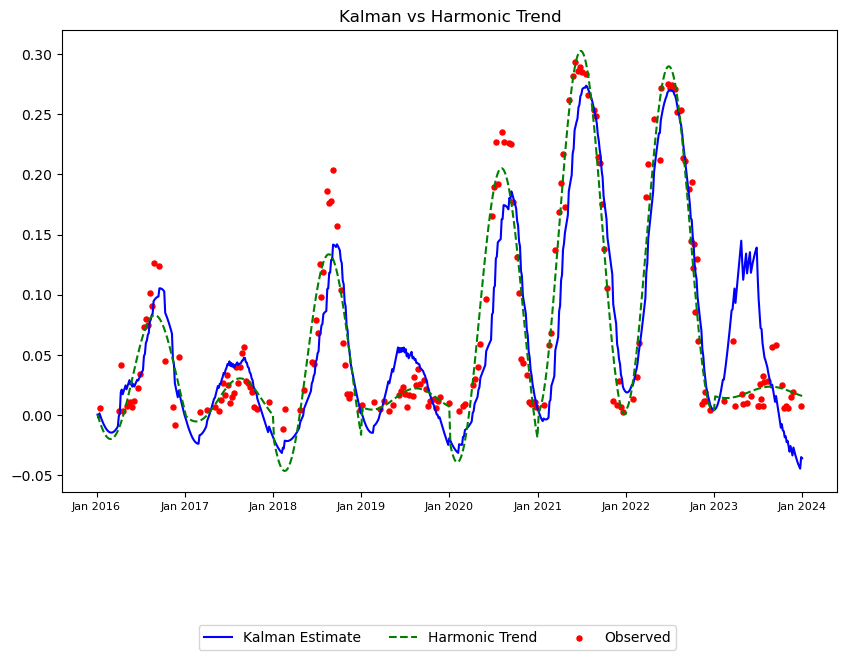 Kalman vs Harmonic Trend
0.30
0.25
0.20
0.15
0.10
0.05
0.00
−0.05
Jan 2016 Jan 2017 Jan 2018 Jan 2019 Jan 2020 Jan 2021 Jan 2022 Jan 2023 Jan 2024
Kalman Estimate Harmonic Trend Observed